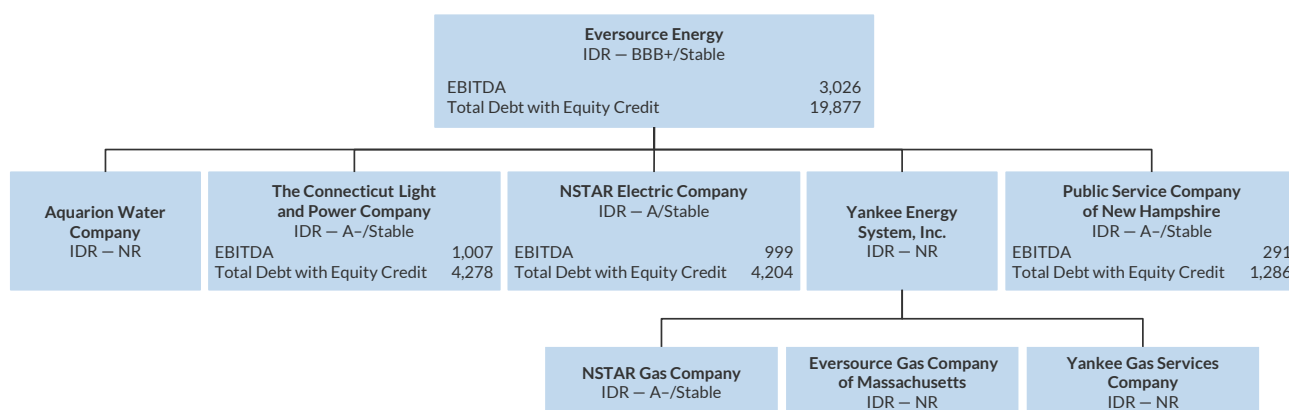 Eversource Energy
IDR — BBB+/Stable
EBITDA 3,026
Total Debt with Equity Credit 19,877
Aquarion Water
Company
IDR — NR
The Connecticut Light
and Power Company
IDR — A–/Stable
EBITDA 1,007
Total Debt with Equity Credit 4,278
NSTAR Electric Company
IDR — A/Stable
EBITDA 999
Total Debt with Equity Credit 4,204
Yankee Energy
System, Inc.
IDR — NR
Public Service Company
of New Hampshire
IDR — A–/Stable
EBITDA 291
Total Debt with Equity Credit 1,286
NSTAR Gas Company
IDR — A–/Stable
Eversource Gas Company
of Massachusetts
IDR — NR
Yankee Gas Services
Company
IDR — NR